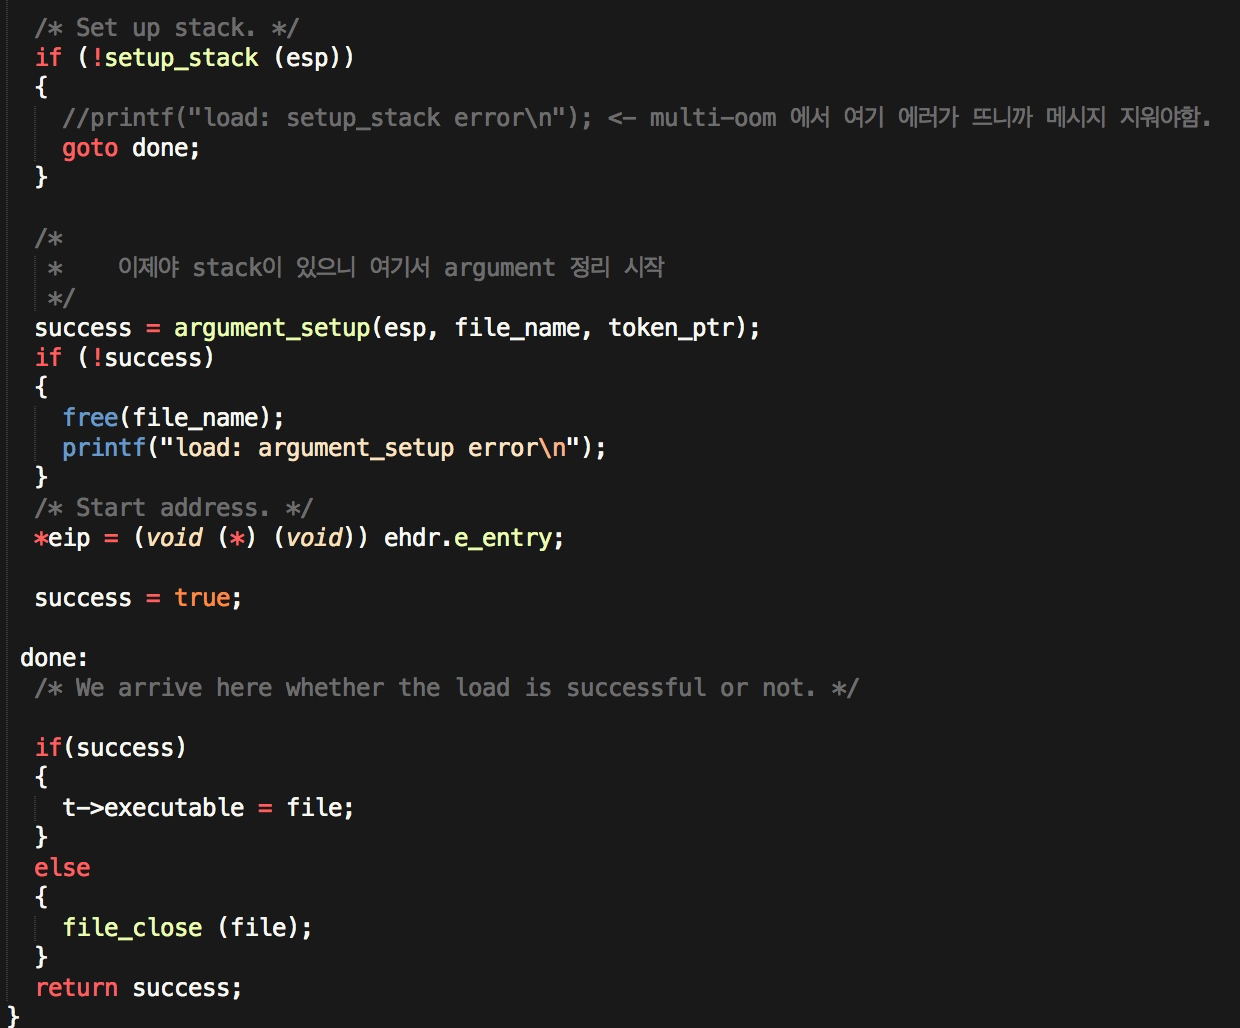 /* Set up stack. */
if (!setup_stack (esp))
{
//printf("load: setup_stack error\n"); <- multi-oom 에서 여기 에러가 뜨니까 메시지 지워야함.
goto done;
}
/*
*    이제야 stack이 있으니 여기서 argument 정리 시작
*/
success = argument_setup(esp, file_name, token_ptr);
if (!success)
{
free(file_name);
printf("load: argument_setup error\n");
}
/* Start address. */
*eip = (void (*) (void)) ehdr.e_entry;
success = true;
done:
/* We arrive here whether the load is successful or not. */
if(success)
{
t->executable = file;
}
else
{
file_close (file);
}
return success;
}